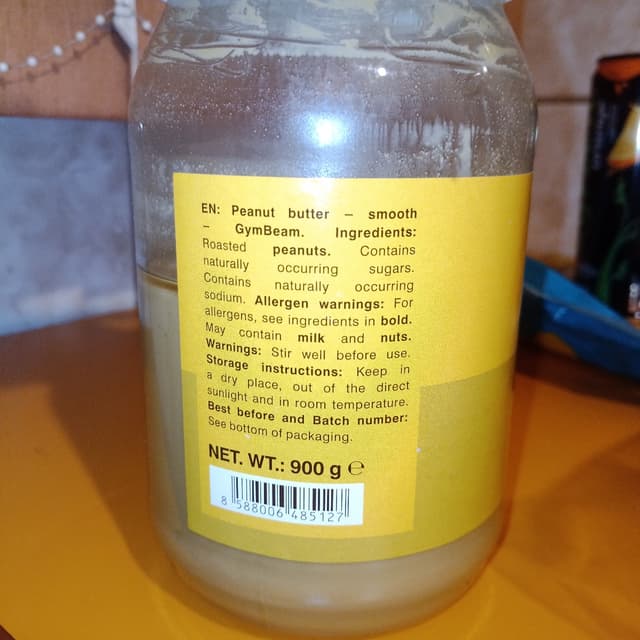 EN: Peanut butter – smooth
– GymBeam. Ingredients:
Roasted peanuts. Contains
naturally occurring sugars.
Contains naturally occurring
sodium. Allergen warnings: For
allergens, see ingredients in bold.
May contain milk and nuts.
Warnings: Stir well before use.
Storage instructions: Keep in
a dry place, out of the direct
sunlight and in room temperature.
Best before and Batch number:
See bottom of packaging.
NET. WT.: 900 g ℮
8 588006 485127